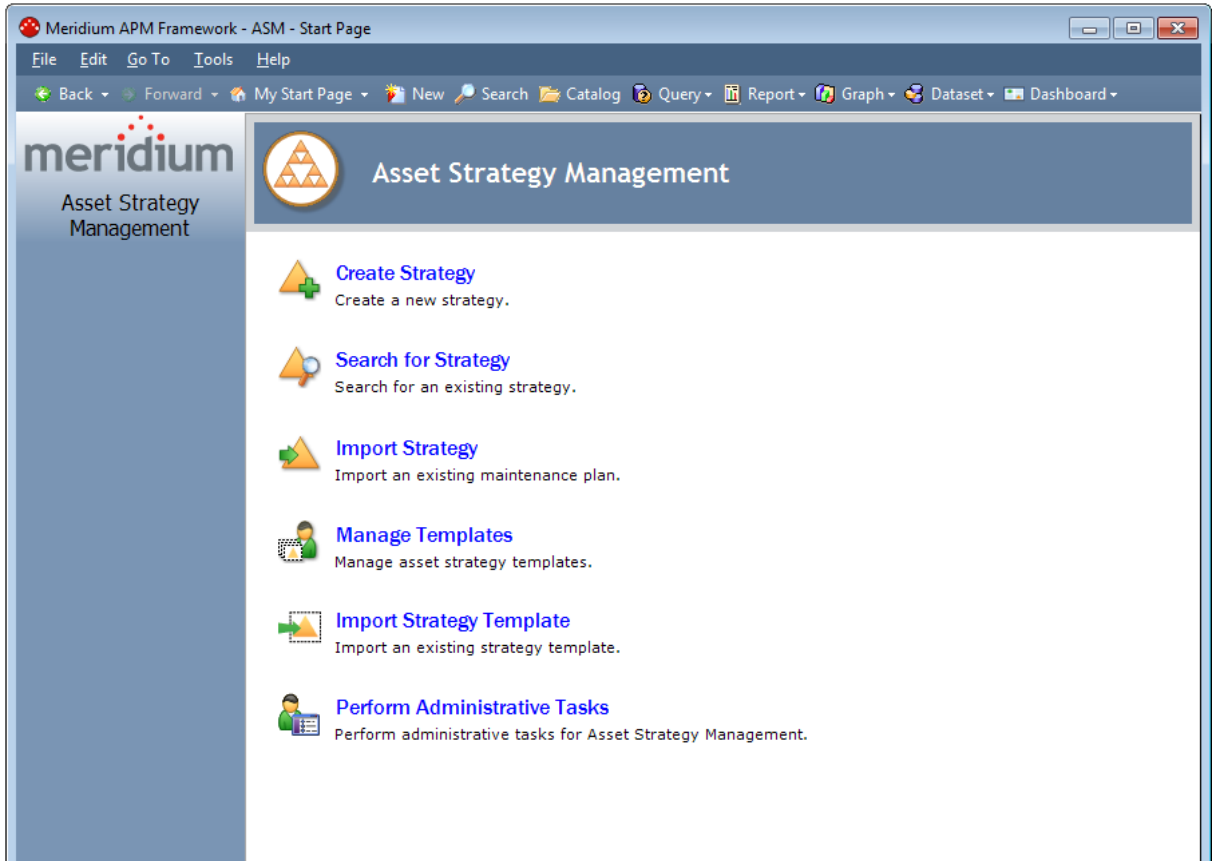 Meridium APM Framework - ASM - Start Page
File Edit Go To Tools Help
Back Forward My Start Page New Search Catalog Query Report Graph Dataset Dashboard
meridium
Asset Strategy
Management
Asset Strategy Management
Create Strategy
Create a new strategy.
Search for Strategy
Search for an existing strategy.
Import Strategy
Import an existing maintenance plan.
Manage Templates
Manage asset strategy templates.
Import Strategy Template
Import an existing strategy template.
Perform Administrative Tasks
Perform administrative tasks for Asset Strategy Management.